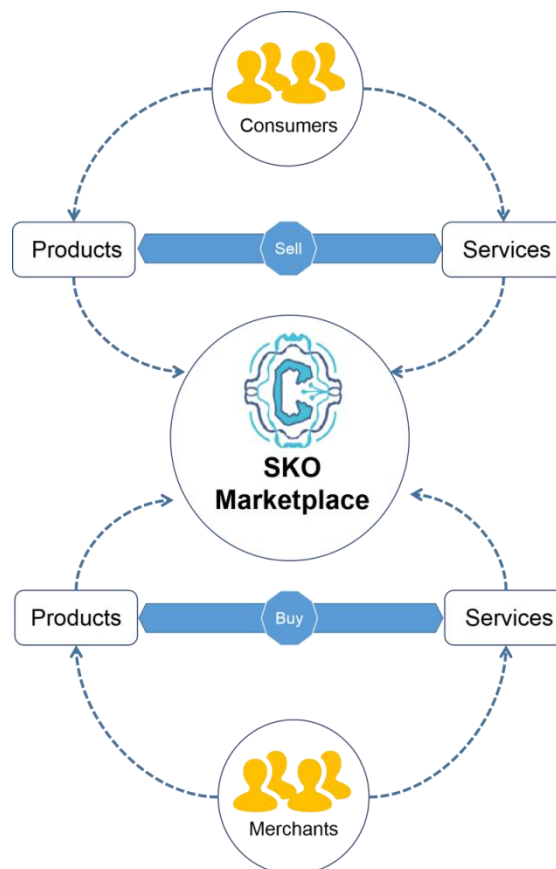 Consumers
Products
Sell
Services
SKO
Marketplace
Products
Buy
Services
Merchants